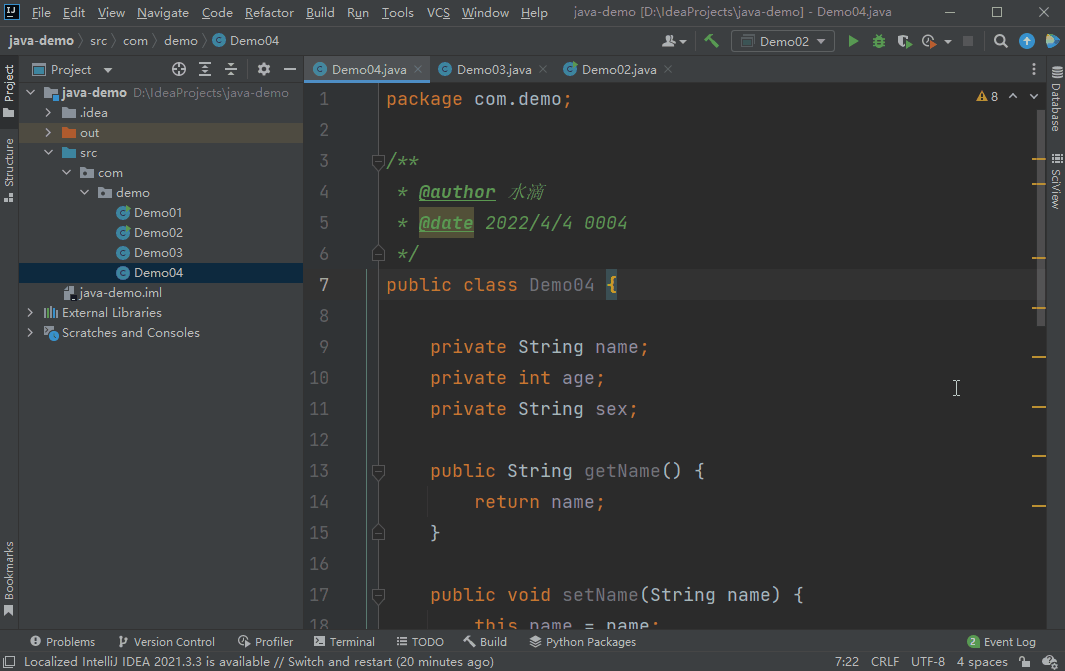 File Edit View Navigate Code Refactor Build Run Tools VCS Window Help java-demo [D:\IdeaProjects\java-demo] - Demo04.java
java-demo src com demo Demo04 Demo02
Project
Demo04.java Demo03.java Demo02.java
java-demo D:\IdeaProjects\java-demo
.idea
out
src
com
demo
Demo01
Demo02
Demo03
Demo04
java-demo.iml
External Libraries
Scratches and Consoles
Project
Structure
Bookmarks
8
1 package com.demo;
2
3 /**
4 * @author 水滴
5 * @date 2022/4/4 0004
6 */
7 public class Demo04 {
8
9 private String name;
10 private int age;
11 private String sex;
12
13 public String getName() {
14 return name;
15 }
16
17 public void setName(String name) {
18 this.name = name;
Database
SciView
Problems Version Control Profiler Terminal TODO Build Python Packages 2 Event Log
Localized IntelliJ IDEA 2021.3.3 is available // Switch and restart (20 minutes ago) 7:22 CRLF UTF-8 4 spaces